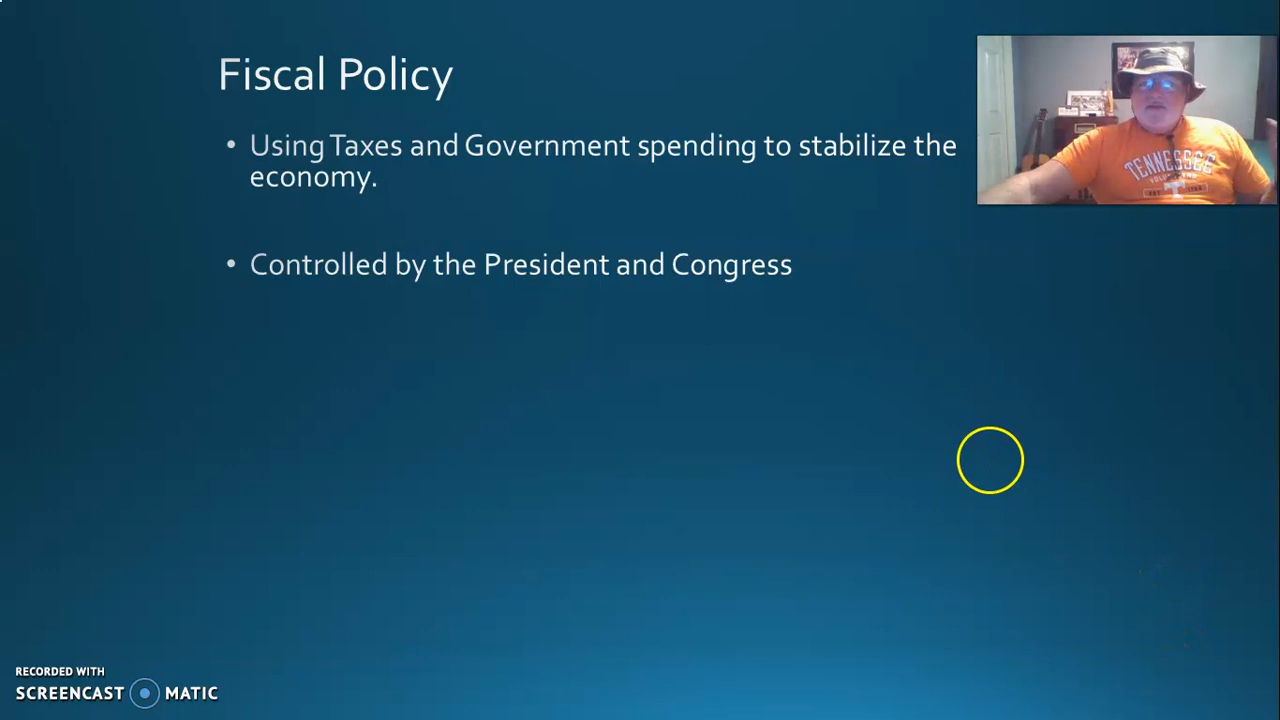 Fiscal Policy
• Using Taxes and Government spending to stabilize the
economy.
• Controlled by the President and Congress
TENNESSEE
RECORDED WITH
SCREENCAST MATIC